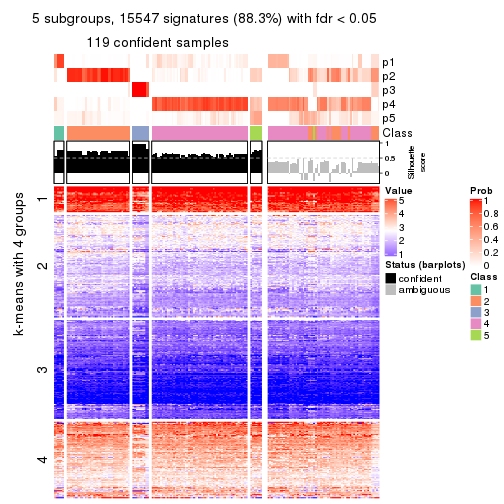 5 subgroups, 15547 signatures (88.3%) with fdr < 0.05
119 confident samples
p1
p2
p3
p4
p5
Class
1
0.5
0
Silhouette
score
k-means with 4 groups
1
2
3
4
Value
5
4
3
2
1
Status (barplots)
confident
ambiguous
Prob
1
0.8
0.6
0.4
0.2
0
Class
1
2
3
4
5